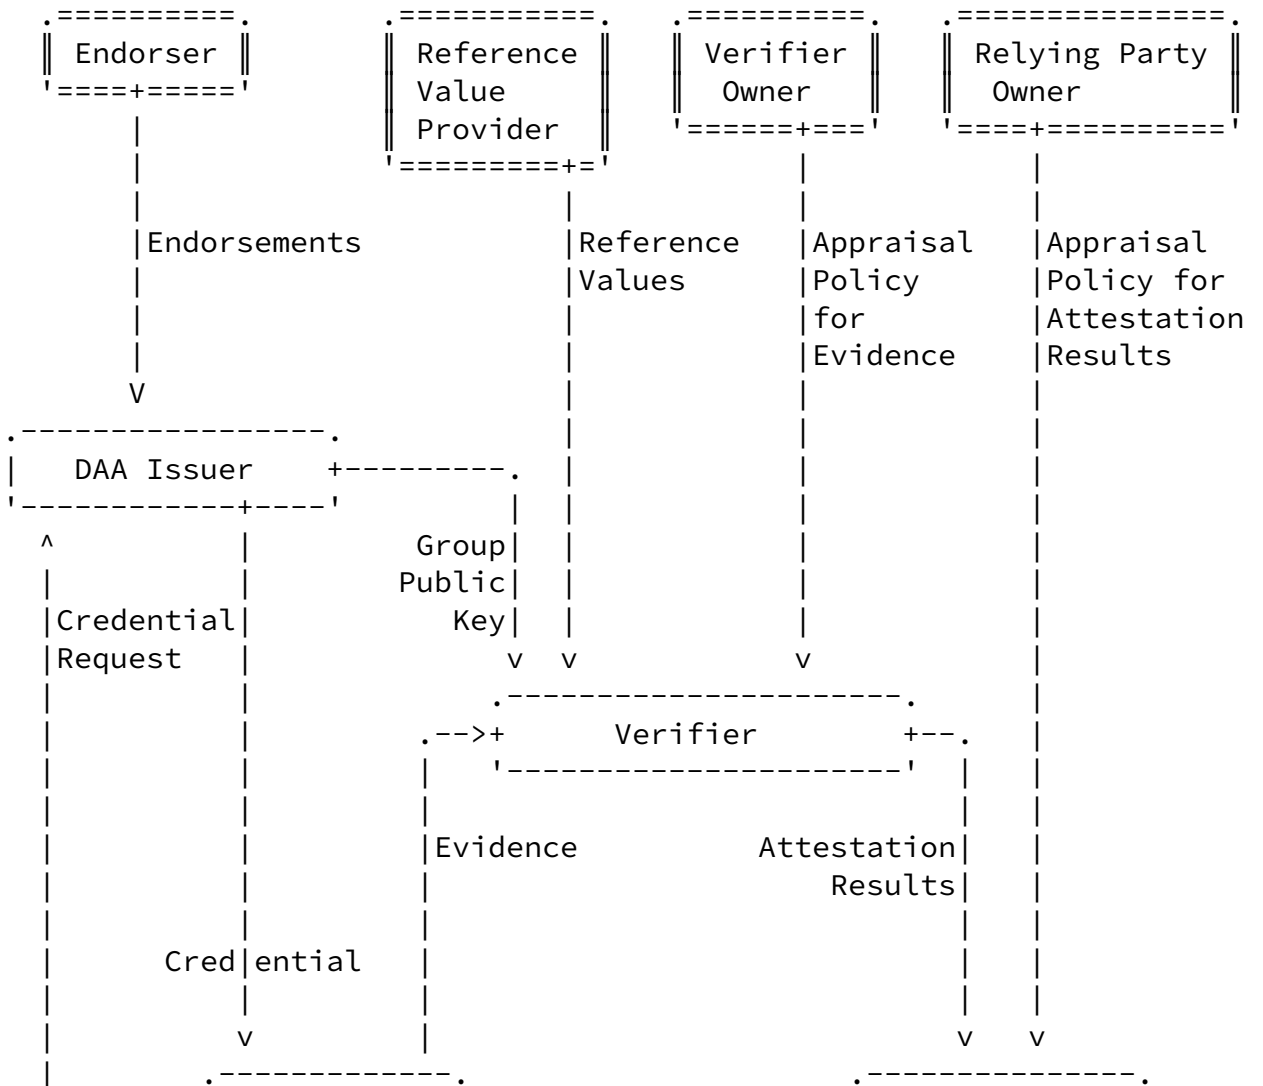 Endorser
Reference
Value
Provider
Verifier
Owner
Relying Party
Owner
Endorsements
Reference
Values
Appraisal
Policy
for
Evidence
Appraisal
Policy for
Attestation
Results
DAA Issuer
Group
Public
Key
Credential
Request
Verifier
Evidence
Attestation
Results
Credential